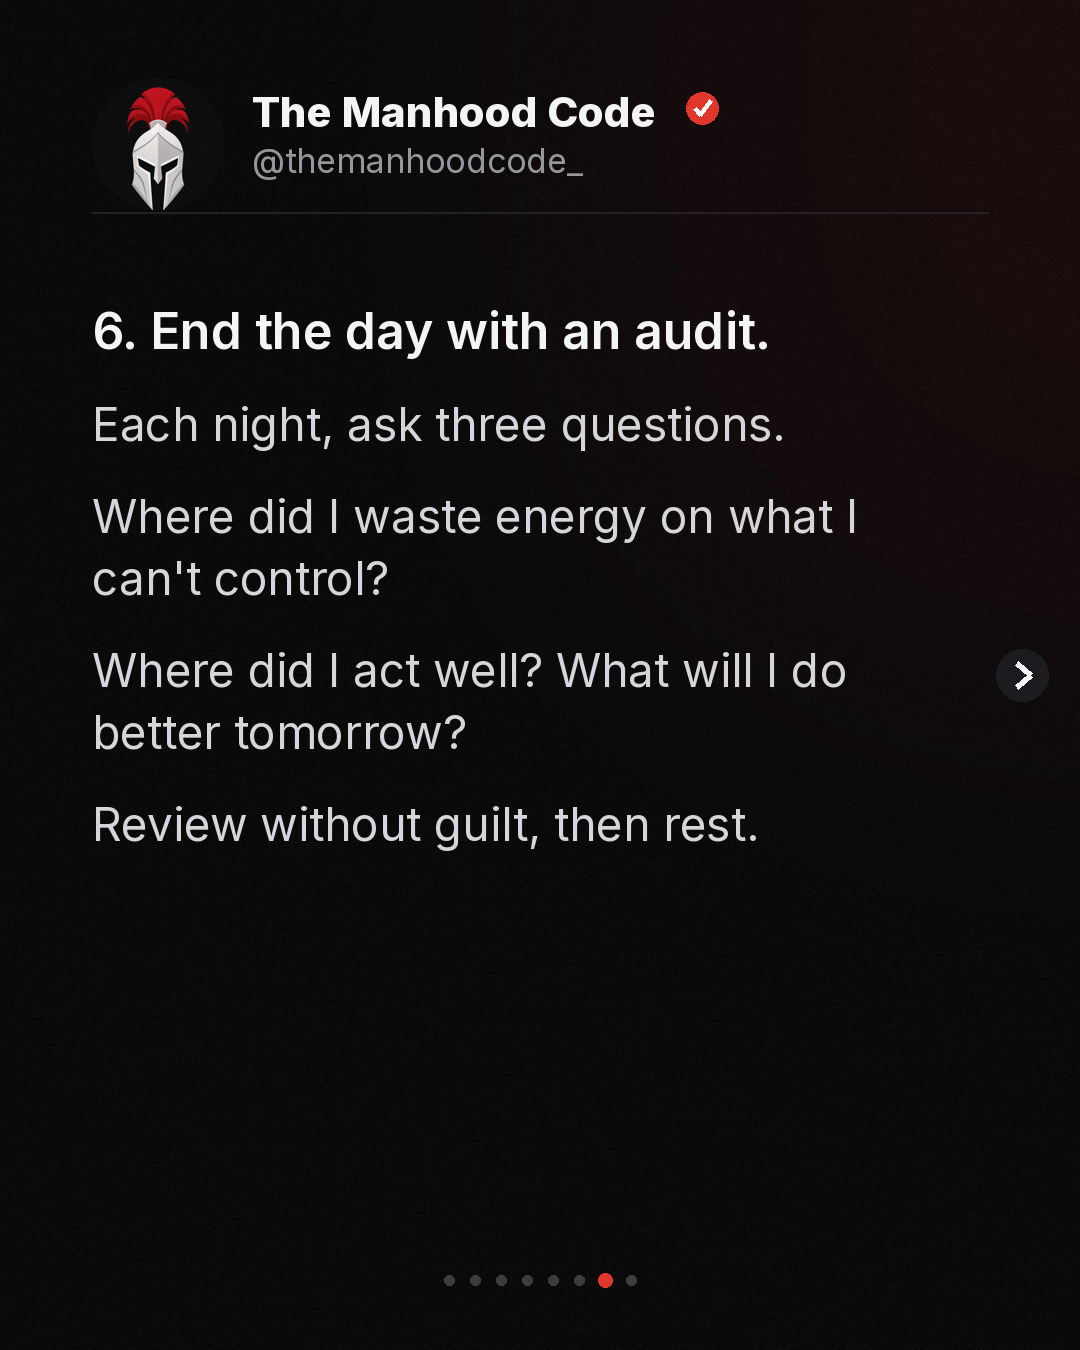 The Manhood Code
@themanhoodcode_
6. End the day with an audit.
Each night, ask three questions.
Where did I waste energy on what I
can't control?
Where did I act well? What will I do
better tomorrow?
Review without guilt, then rest.